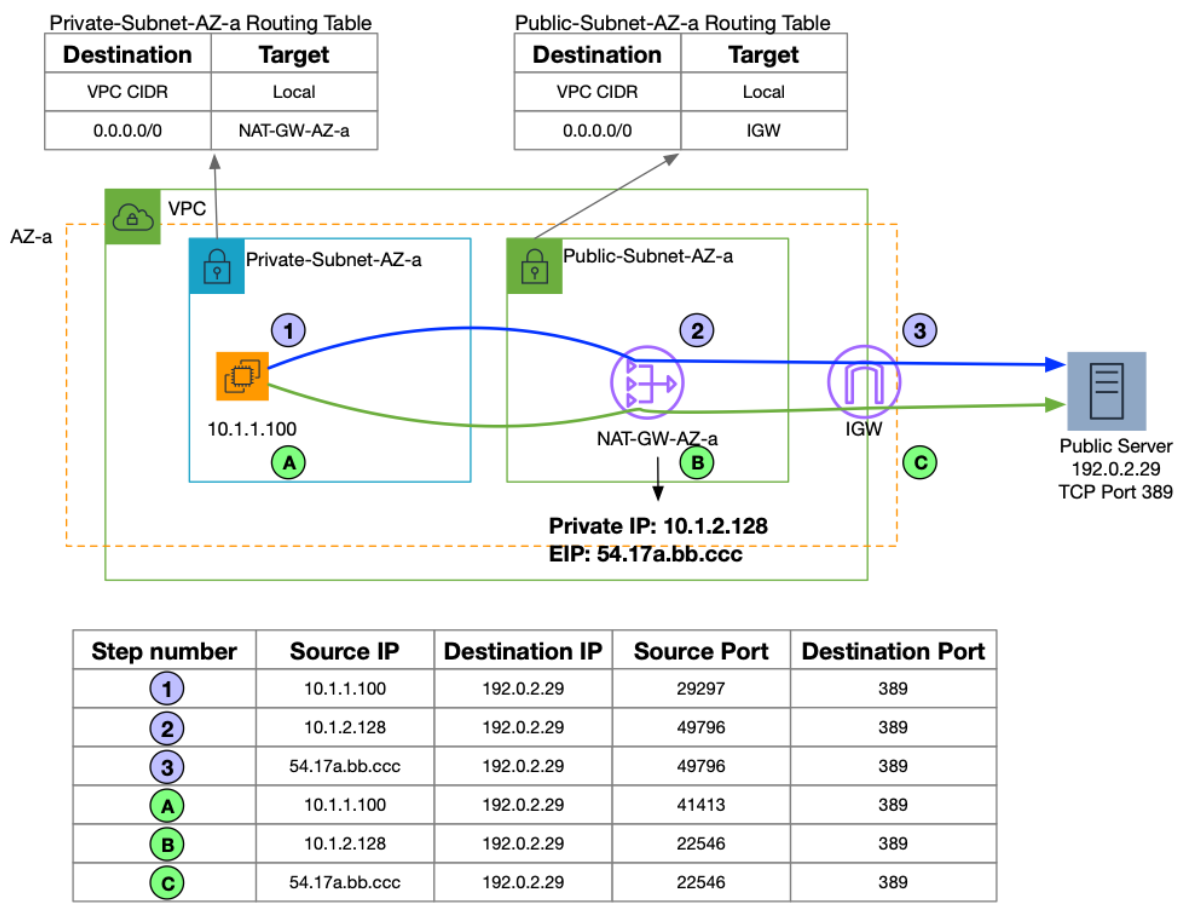 Private-Subnet-AZ-a Routing Table
Destination Target
VPC CIDR Local
0.0.0.0/0 NAT-GW-AZ-a
Public-Subnet-AZ-a Routing Table
Destination Target
VPC CIDR Local
0.0.0.0/0 IGW
VPC
AZ-a
Private-Subnet-AZ-a
Public-Subnet-AZ-a
1
2
3
10.1.1.100
NAT-GW-AZ-a
IGW
A
B
C
Public Server
192.0.2.29
TCP Port 389
Private IP: 10.1.2.128
EIP: 54.17a.bb.ccc
Step number Source IP Destination IP Source Port Destination Port
1 10.1.1.100 192.0.2.29 29297 389
2 10.1.2.128 192.0.2.29 49796 389
3 54.17a.bb.ccc 192.0.2.29 49796 389
A 10.1.1.100 192.0.2.29 41413 389
B 10.1.2.128 192.0.2.29 22546 389
C 54.17a.bb.ccc 192.0.2.29 22546 389